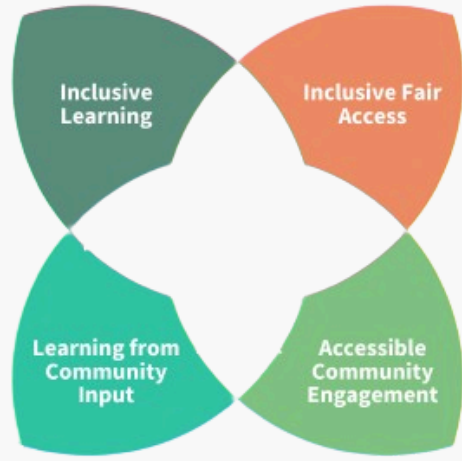 Inclusive
Learning
Inclusive Fair
Access
Learning from
Community
Input
Accessible
Community
Engagement